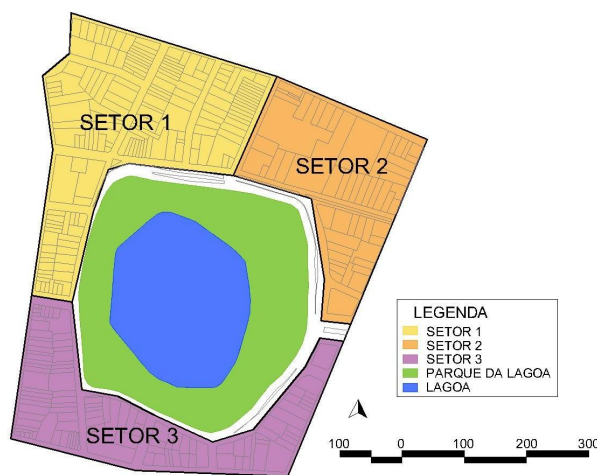 SETOR 1
SETOR 2
LEGENDA
SETOR 1
SETOR 2
SETOR 3
PARQUE DA LAGOA
LAGOA
SETOR 3
100 0 100 200 300